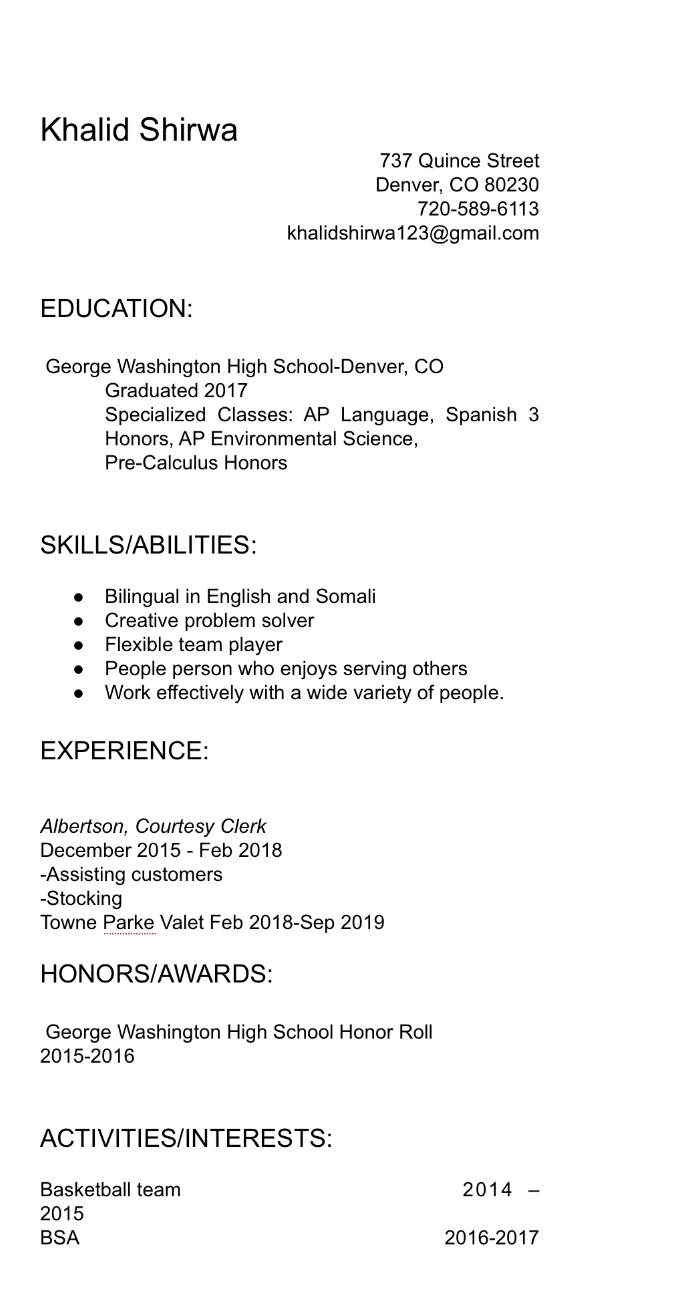 Khalid Shirwa
737 Quince Street
Denver, CO 80230
720-589-6113
khalidshirwa123@gmail.com
EDUCATION:
George Washington High School-Denver, CO
Graduated 2017
Specialized Classes: AP Language, Spanish 3
Honors, AP Environmental Science,
Pre-Calculus Honors
SKILLS/ABILITIES:
● Bilingual in English and Somali
● Creative problem solver
● Flexible team player
● People person who enjoys serving others
● Work effectively with a wide variety of people.
EXPERIENCE:
Albertson, Courtesy Clerk
December 2015 - Feb 2018
-Assisting customers
-Stocking
Towne Parke Valet Feb 2018-Sep 2019
HONORS/AWARDS:
George Washington High School Honor Roll
2015-2016
ACTIVITIES/INTERESTS:
Basketball team 2014 –
2015
BSA 2016-2017